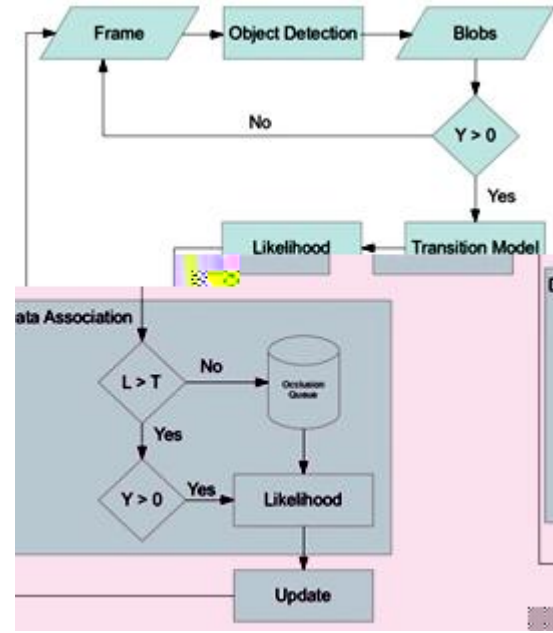 Frame
Object Detection
Blobs
Y > 0
No
Yes
Likelihood
Transition Model
D
ata Association
L > T
No
Occlusion
Queue
Yes
Y > 0
Yes
Likelihood
Update